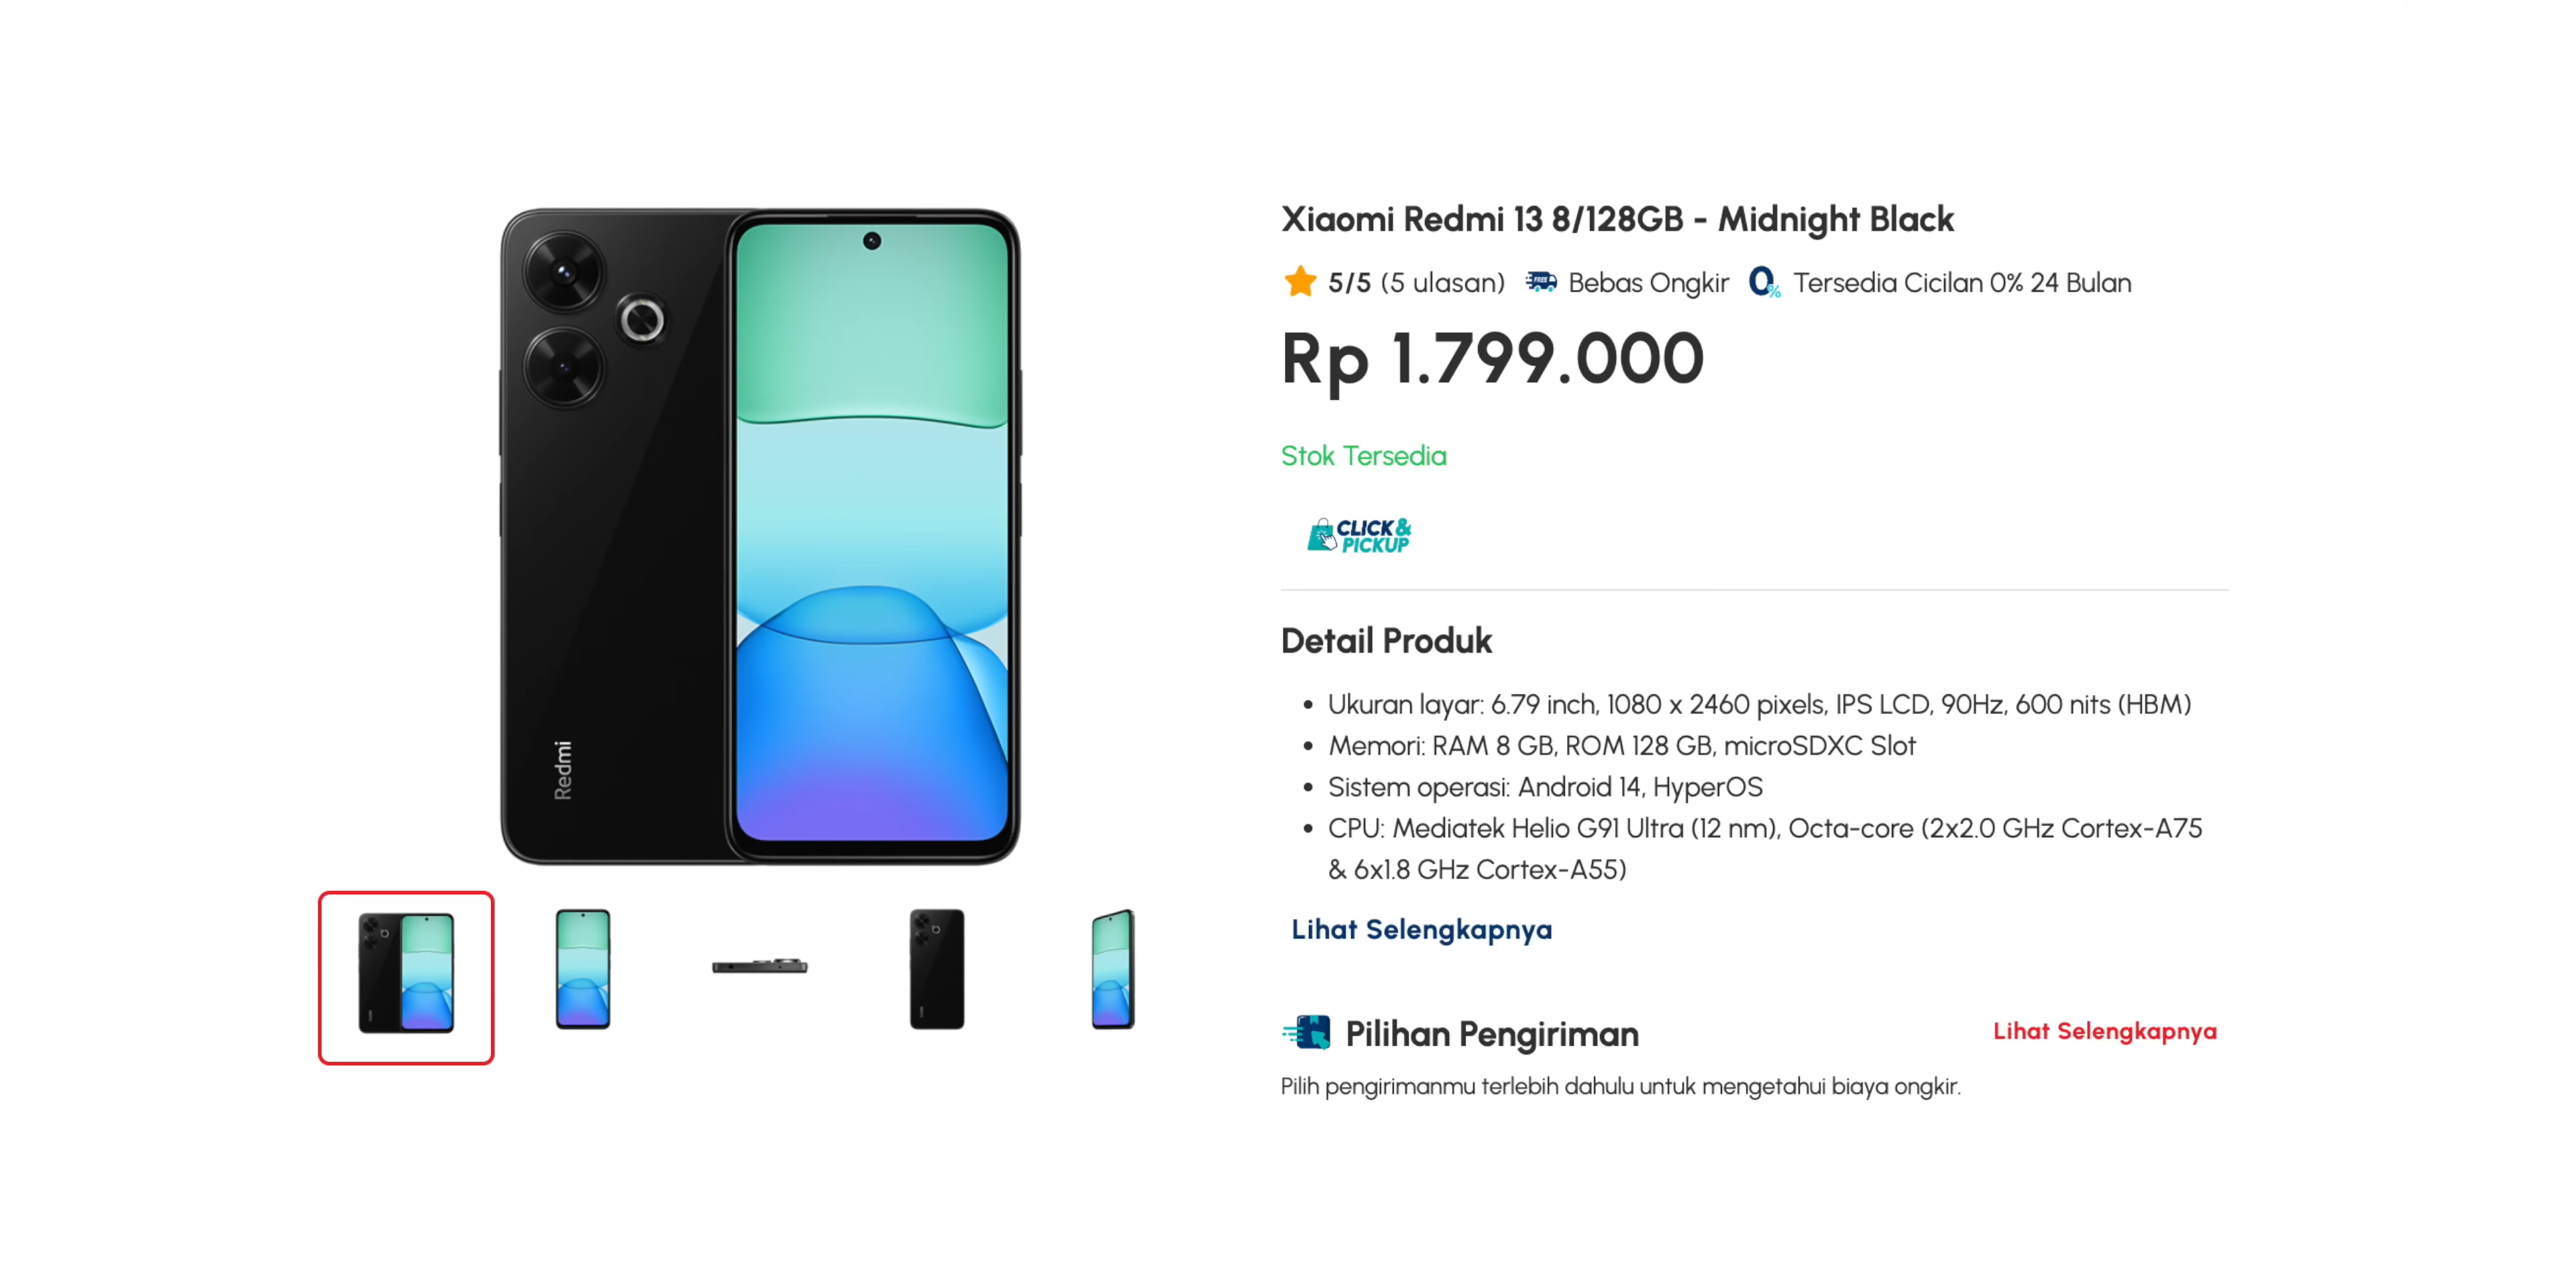 Redmi
Xiaomi Redmi 13 8/128GB - Midnight Black
5/5 (5 ulasan) FREE Bebas Ongkir 0% Tersedia Cicilan 0% 24 Bulan
Rp 1.799.000
Stok Tersedia
CLICK &
PICKUP
Detail Produk
• Ukuran layar: 6.79 inch, 1080 x 2460 pixels, IPS LCD, 90Hz, 600 nits (HBM)
• Memori: RAM 8 GB, ROM 128 GB, microSDXC Slot
• Sistem operasi: Android 14, HyperOS
• CPU: Mediatek Helio G91 Ultra (12 nm), Octa-core (2x2.0 GHz Cortex-A75
& 6x1.8 GHz Cortex-A55)
Lihat Selengkapnya
Pilihan Pengiriman
Lihat Selengkapnya
Pilih pengirimanmu terlebih dahulu untuk mengetahui biaya ongkir.